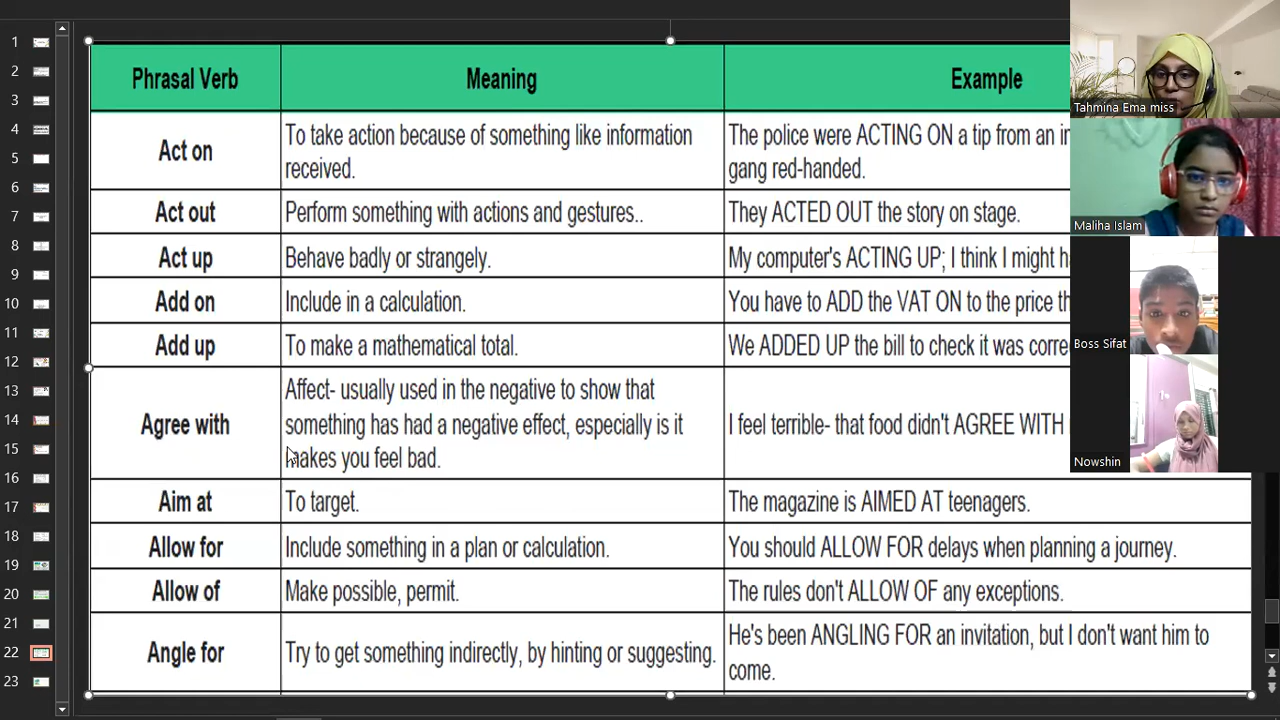 1
2
3
4
5
6
7
8
9
10
11
12
13
14
15
16
17
18
19
20
21
22
23
Phrasal Verb Meaning Example
Act on
To take action because of something like information
received.
The police were ACTING ON a tip from an
gang red-handed.
Act out Perform something with actions and gestures.. They ACTED OUT the story on stage.
Act up Behave badly or strangely. My computer's ACTING UP; I think I might
Add on Include in a calculation. You have to ADD the VAT ON to the price
Add up To make a mathematical total. We ADDED UP the bill to check it was
Agree with
Affect- usually used in the negative to show that
something has had a negative effect, especially is it
makes you feel bad.
I feel terrible- that food didn't AGREE WITH
Aim at To target. The magazine is AIMED AT teenagers.
Allow for Include something in a plan or calculation. You should ALLOW FOR delays when planning a journey.
Allow of Make possible, permit. The rules don't ALLOW OF any exceptions.
Angle for Try to get something indirectly, by hinting or suggesting.
He's been ANGLING FOR an invitation, but I don't want him to
come.
Tahmina Ema miss
Maliha Islam
Boss Sifat
Nowshin